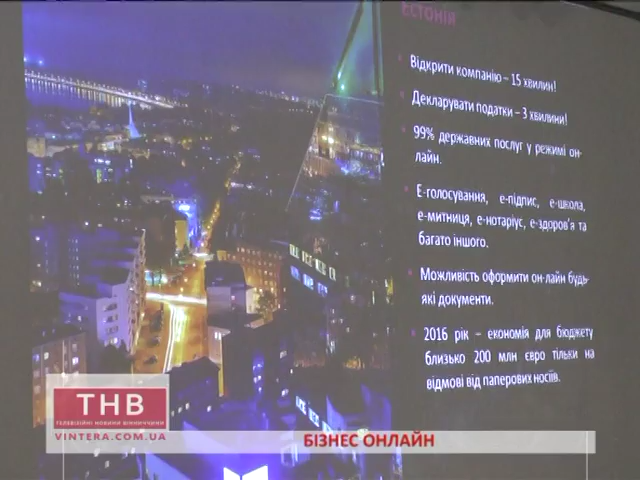 ЕСТОНІЯ
Відкрити компанію – 15 хвилин!
Декларувати податки – 3 хвилини!
99% державних послуг у режимі он-
лайн.
Е-голосування, е-підпис, е-школа,
е-митниця, е-нотаріус, е-здоров'я та
багато іншого.
Можливість оформити он-лайн будь-
які документи.
2016 рік – економія для бюджету
близько 200 млн євро тільки на
відмові від паперових носіїв.
ТНВ
ТЕЛЕВІЗІЙНІ НОВИНИ ВІННИЧЧИНИ
VINTERA.COM.UA
БІЗНЕС ОНЛАЙН